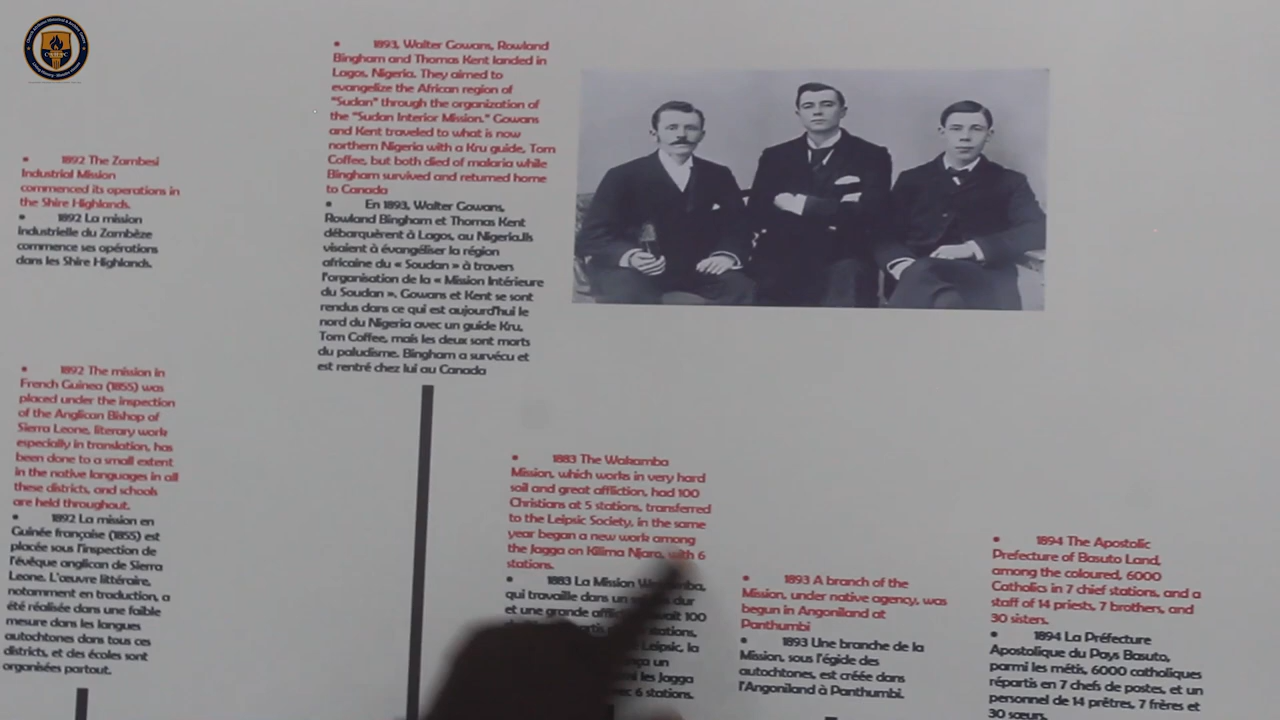 • 1892 The Zambesi
Industrial Mission
commenced its operations in
the Shire Highlands.
• 1892 La mission
Industrielle du Zambèze
commence ses opérations
dans les Shire Highlands.
• 1892 The mission in
French Guinea (1855) was
placed under the inspection
of the Anglican Bishop of
Sierra Leone, literary work
especially in translation, has
been done to a small extent
in the native languages in all
these districts, and schools
are held throughout.
• 1892 La mission en
Guinée française (1855) est
placée sous l'inspection de
l'évêque anglican de Sierra
Leone. L'œuvre littéraire,
notamment en traduction, a
été réalisée dans une faible
mesure dans les langues
autochtones dans tous ces
districts, et des écoles sont
organisées partout.
• 1893, Walter Gowans, Rowland
Bingham and Thomas Kent landed in
Lagos, Nigeria. They aimed to
evangelize the African region of
"Sudan" through the organization of
the "Sudan Interior Mission." Gowans
and Kent traveled to what is now
northern Nigeria with a Kru guide, Tom
Coffee, but both died of malaria while
Bingham survived and returned home
to Canada
• En 1893, Walter Gowans,
Rowland Bingham et Thomas Kent
débarquèrent à Lagos, au Nigeria.Ils
visaient à évangéliser la région
africaine du « Soudan » à travers
l'organisation de la « Mission Intérieure
du Soudan ». Gowans et Kent se sont
rendus dans ce qui est aujourd'hui le
nord du Nigeria avec un guide Kru,
Tom Coffee, mais les deux sont morts
du paludisme. Bingham a survécu et
est rentré chez lui au Canada
• 1883 The Wakamba
Mission, which works in very hard
soil and great affliction, had 100
Christians at 5 stations, transferred
to the Leipsic Society, in the same
year began a new work among
the Jagga on Kilima Njaro, with 6
stations.
• 1883 La Mission
qui travaille dans un dur
et une grande 100
stations,
Leipsic, la
un
les Jagga
6 stations.
• 1893 A branch of the
Mission, under native agency, was
begun in Angoniland at
Panthumbi
• 1893 Une branche de la
Mission, sous l'égide des
autochtones, est créée dans
l'Angoniland à Panthumbi.
• 1894 The Apostolic
Prefecture of Basuto Land,
among the coloured, 6000
Catholics in 7 chief stations, and a
staff of 14 priests, 7 brothers, and
30 sisters.
• 1894 La Préfecture
Apostolique du Pays Basuto,
parmi les métis, 6000 catholiques
répartis en 7 chefs de postes, et un
personnel de 14 prêtres, 7 frères et
30 sœurs.